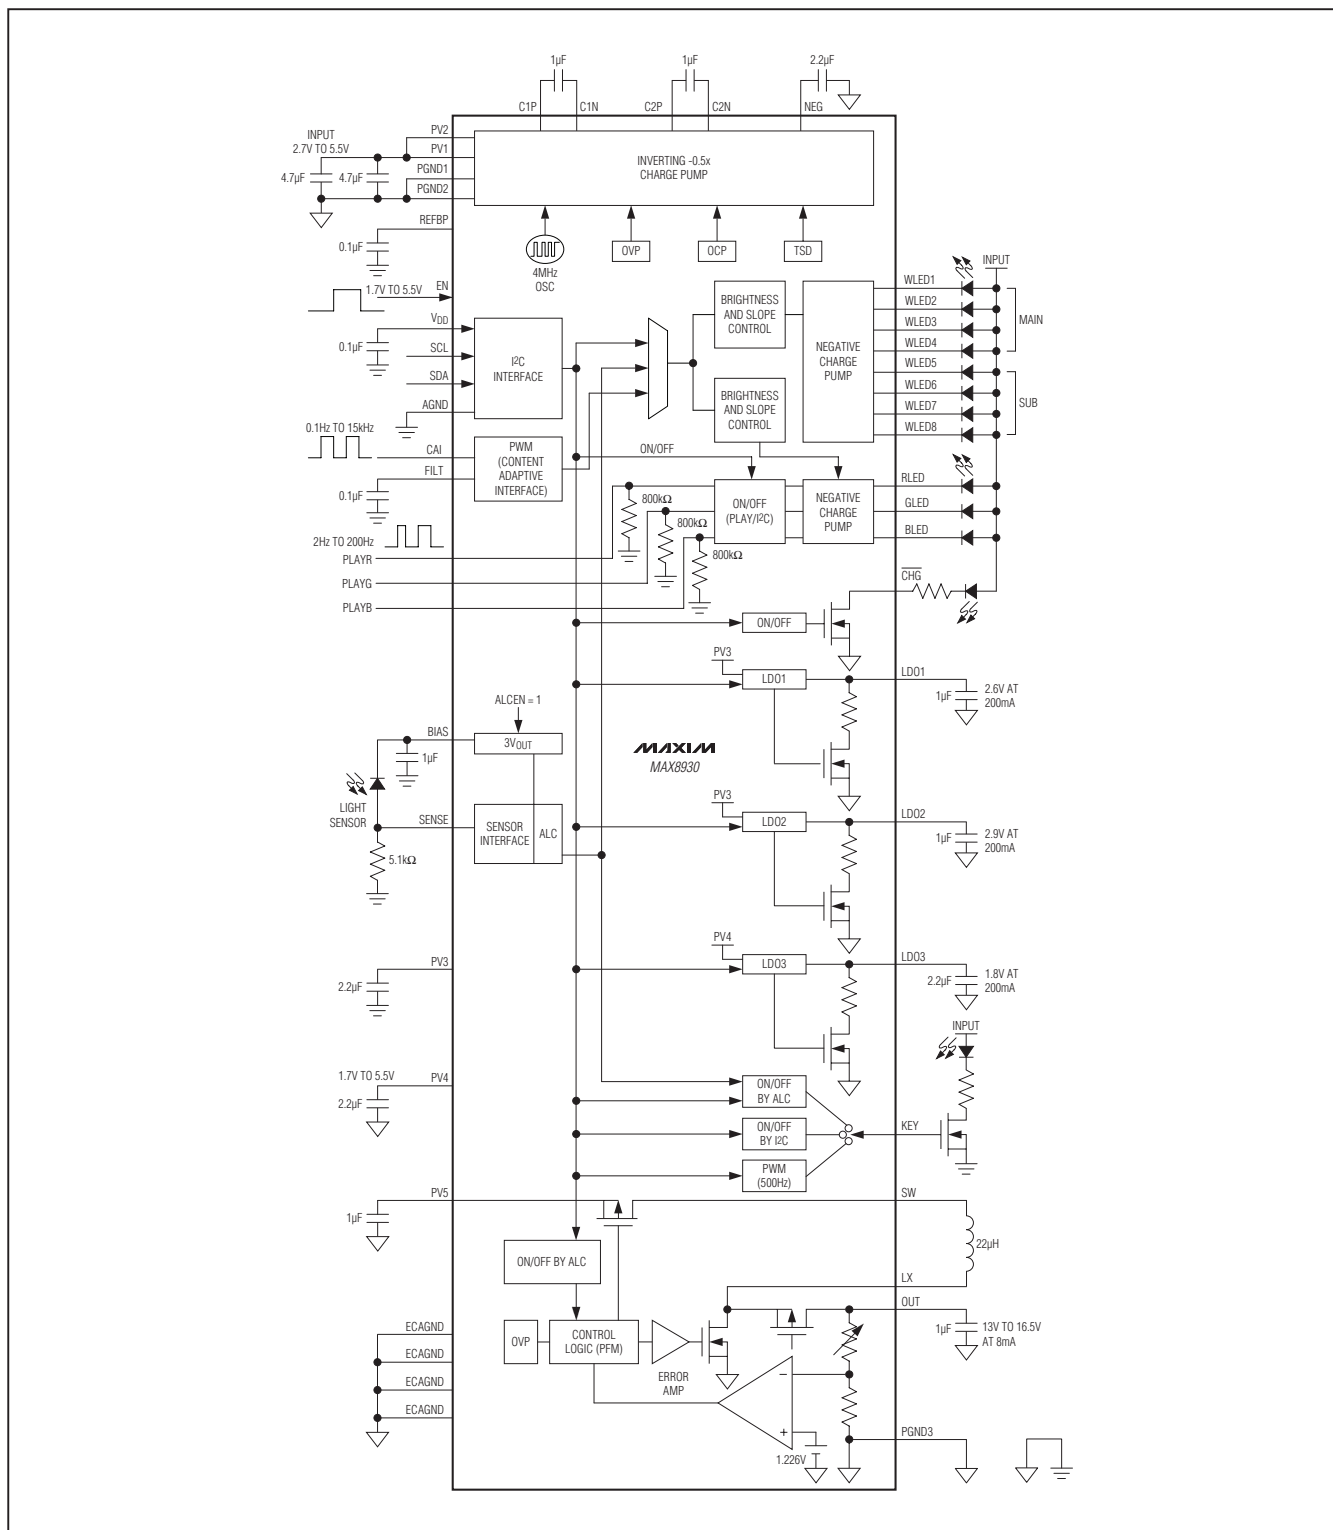 1µF
1µF
2.2µF
C1P
C1N
C2P
C2N
NEG
INPUT
2.7V TO 5.5V
PV2
PV1
PGND1
PGND2
4.7µF
4.7µF
INVERTING -0.5x
CHARGE PUMP
REFBP
0.1µF
4MHz
OSC
OVP
OCP
TSD
1.7V TO 5.5V
EN
VDD
0.1µF
SCL
SDA
AGND
I²C
INTERFACE
0.1Hz TO 15kHz
CAI
FILT
0.1µF
PWM
(CONTENT
ADAPTIVE
INTERFACE)
BRIGHTNESS
AND SLOPE
CONTROL
BRIGHTNESS
AND SLOPE
CONTROL
NEGATIVE
CHARGE
PUMP
INPUT
WLED1
WLED2
WLED3
WLED4
WLED5
WLED6
WLED7
WLED8
MAIN
SUB
ON/OFF
800kΩ
800kΩ
800kΩ
ON/OFF
(PLAY/I²C)
NEGATIVE
CHARGE
PUMP
RLED
GLED
BLED
2Hz TO 200Hz
PLAYR
PLAYG
PLAYB
CHG
ON/OFF
PV3
LDO1
LDO1
1µF
2.6V AT
200mA
ALCEN = 1
BIAS
3VOUT
1µF
MAXIM
MAX8930
LIGHT
SENSOR
SENSE
SENSOR
INTERFACE
ALC
5.1kΩ
PV3
LDO2
LDO2
1µF
2.9V AT
200mA
PV3
2.2µF
PV4
LDO3
LDO3
2.2µF
1.8V AT
200mA
INPUT
1.7V TO 5.5V
PV4
2.2µF
ON/OFF
BY ALC
ON/OFF
BY I²C
PWM
(500Hz)
KEY
PV5
1µF
SW
22µH
ON/OFF BY ALC
LX
OUT
1µF
13V TO 16.5V
AT 8mA
ECAGND
ECAGND
ECAGND
ECAGND
OVP
CONTROL
LOGIC (PFM)
ERROR
AMP
−
+
1.226V
PGND3